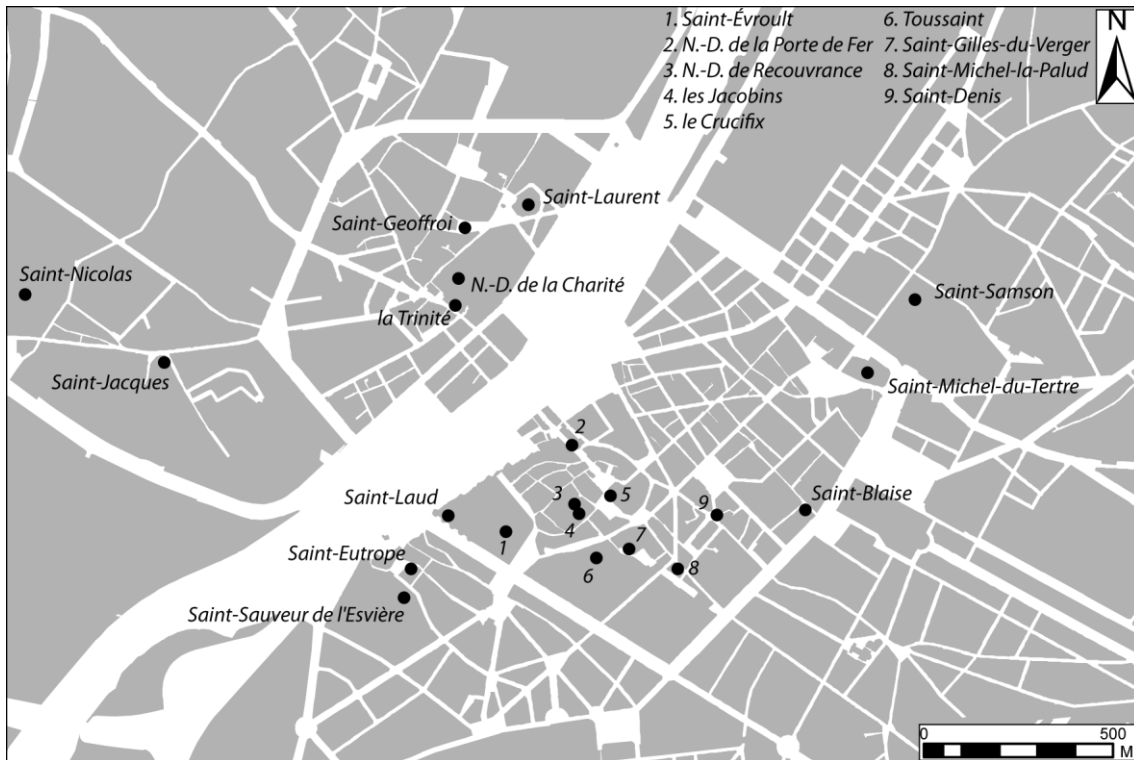 1. Saint-Évroult
2. N.-D. de la Porte de Fer
3. N.-D. de Recouvrance
4. les Jacobins
5. le Crucifix
6. Toussaint
7. Saint-Gilles-du-Verger
8. Saint-Michel-la-Palud
9. Saint-Denis
N
Saint-Laurent
Saint-Geoffroi
Saint-Nicolas
N.-D. de la Charité
Saint-Samson
la Trinité
Saint-Jacques
Saint-Michel-du-Tertre
2
Saint-Laud
3
5
9
Saint-Blaise
4
1
7
Saint-Eutrope
6
8
Saint-Sauveur de l'Esvière
0 500
M